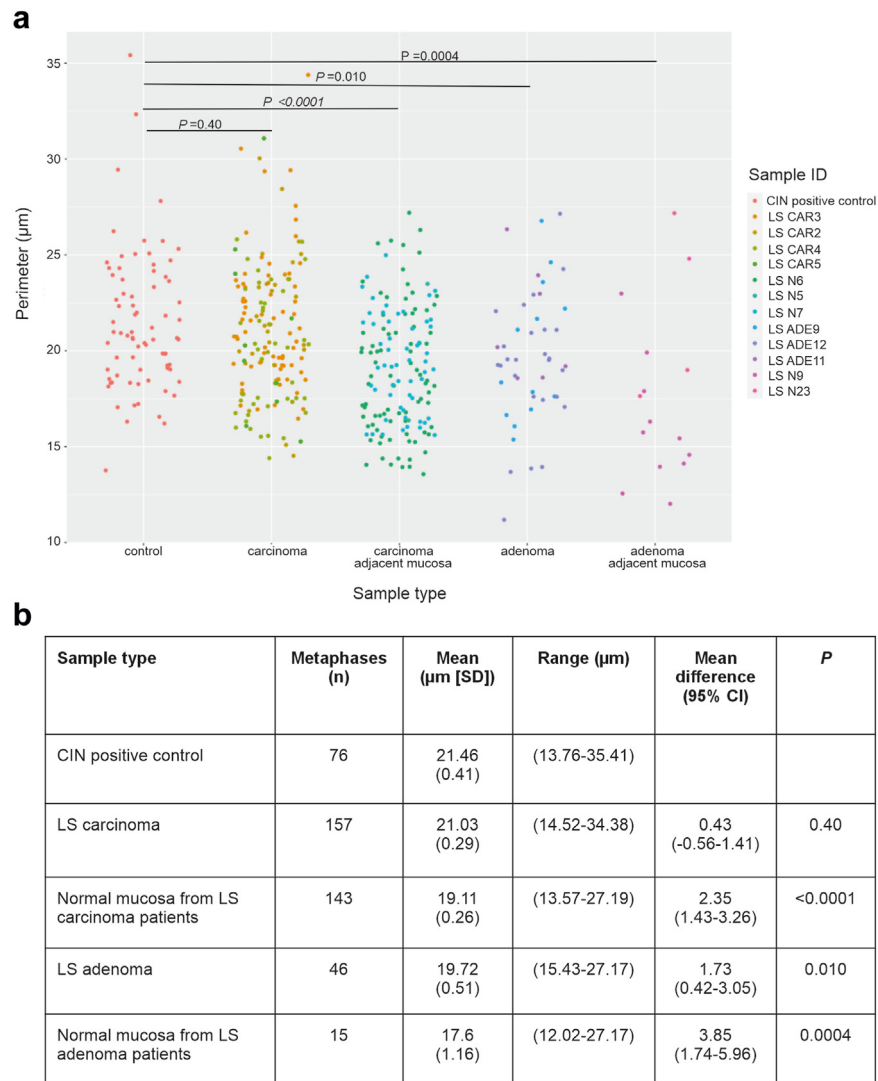 a
P =0.0004
P =0.010
P <0.0001
P =0.40
35
30
25
20
15
10
Perimeter (µm)
control
carcinoma
carcinoma
adjacent mucosa
adenoma
adenoma
adjacent mucosa
Sample type
Sample ID
CIN positive control
LS CAR3
LS CAR2
LS CAR4
LS CAR5
LS N6
LS N5
LS N7
LS ADE9
LS ADE12
LS ADE11
LS N9
LS N23
b
Sample type
Metaphases
(n)
Mean
(µm [SD])
Range (µm)
Mean
difference
(95% CI)
P
CIN positive control
76
21.46
(0.41)
(13.76-35.41)
LS carcinoma
157
21.03
(0.29)
(14.52-34.38)
0.43
(-0.56-1.41)
0.40
Normal mucosa from LS
carcinoma patients
143
19.11
(0.26)
(13.57-27.19)
2.35
(1.43-3.26)
<0.0001
LS adenoma
46
19.72
(0.51)
(15.43-27.17)
1.73
(0.42-3.05)
0.010
Normal mucosa from LS
adenoma patients
15
17.6
(1.16)
(12.02-27.17)
3.85
(1.74-5.96)
0.0004